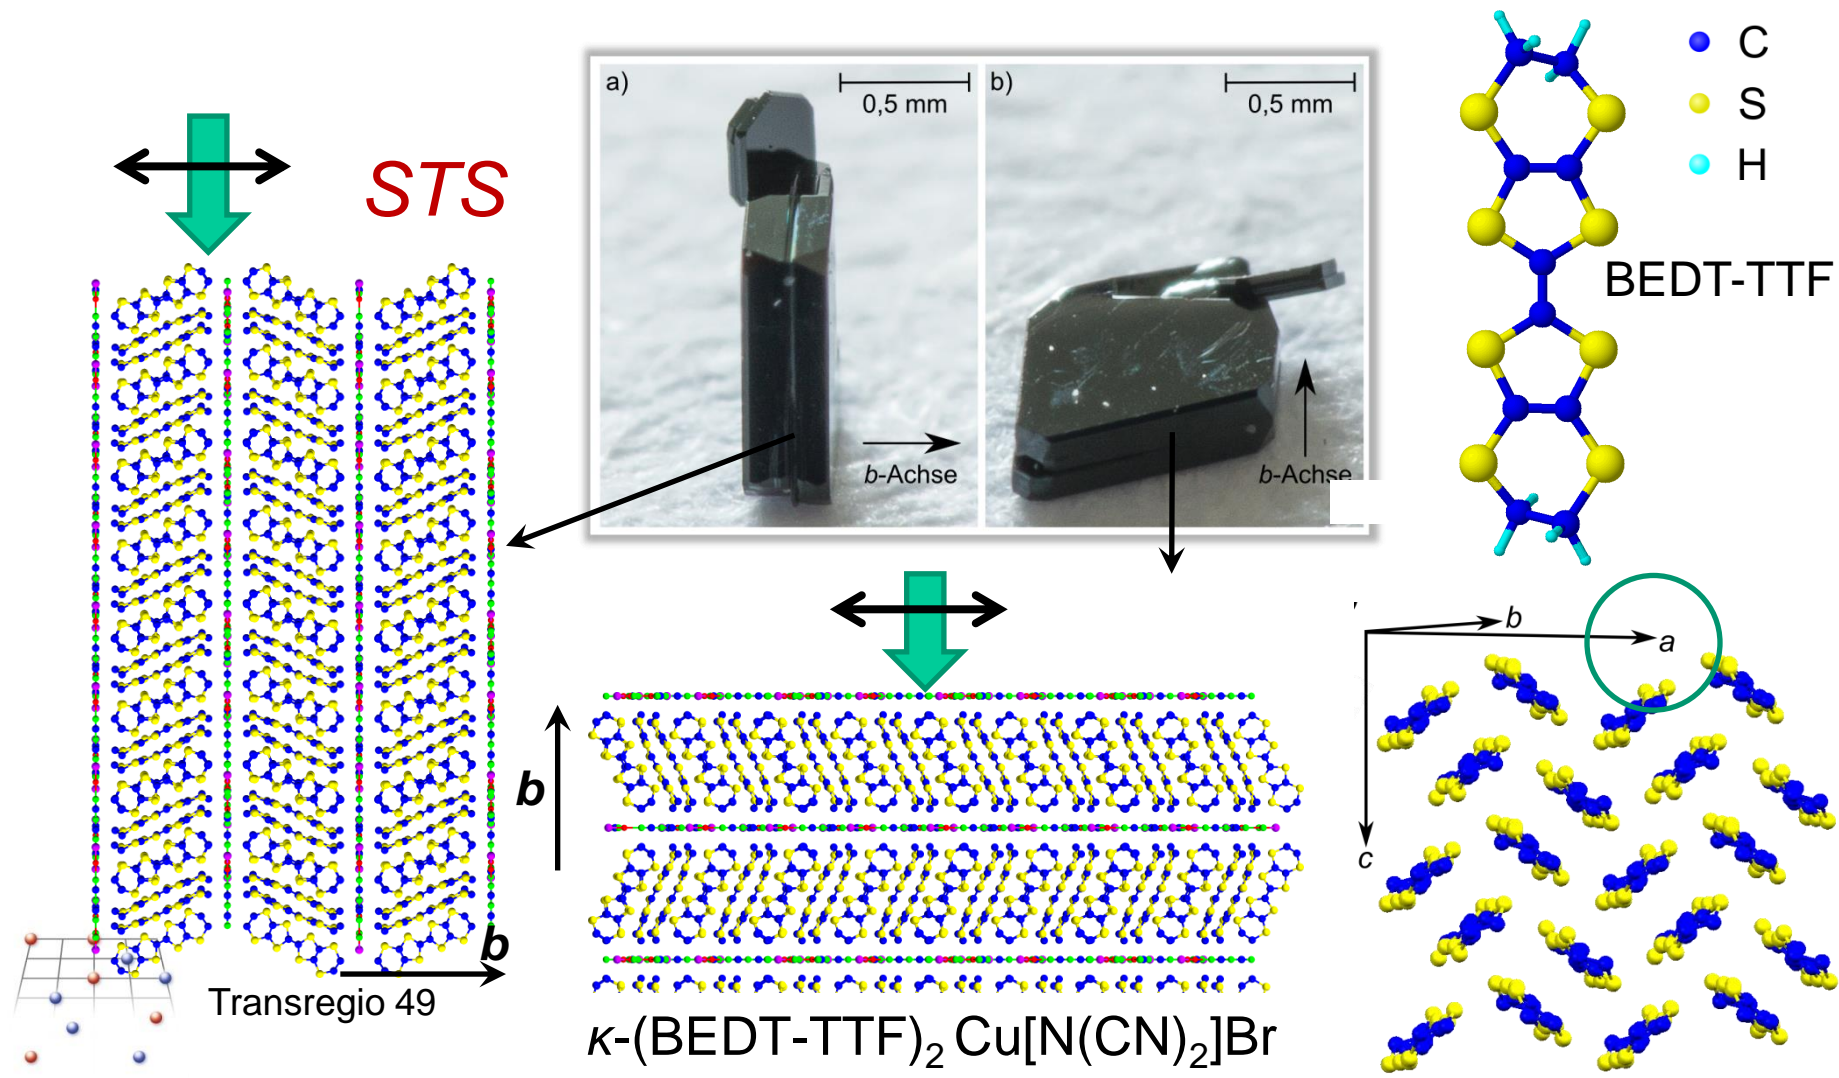 a)
0,5 mm
b)
0,5 mm
C
S
H
STS
BEDT-TTF
b-Achse
b-Achse
b
a
c
b
b
Transregio 49
κ-(BEDT-TTF)₂ Cu[N(CN)₂]Br